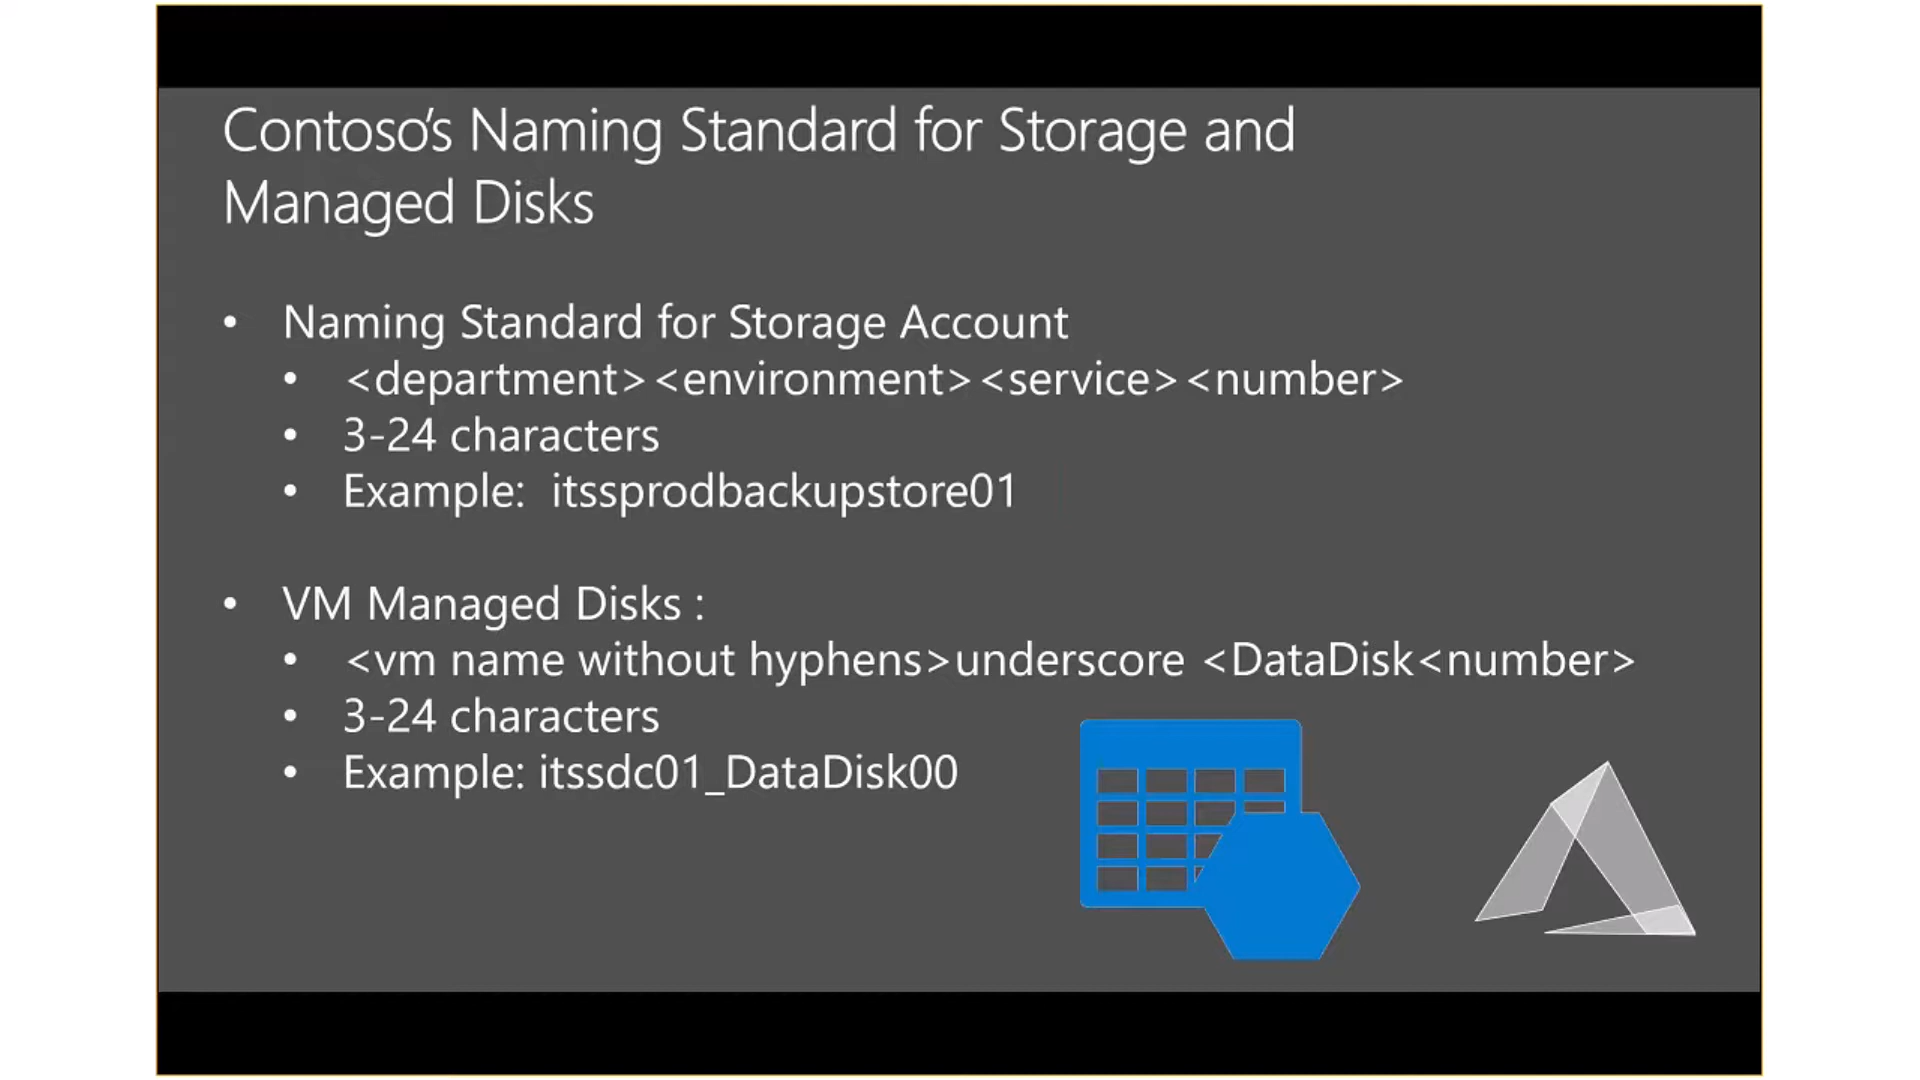 Contoso's Naming Standard for Storage and
Managed Disks
• Naming Standard for Storage Account
• <department><environment><service><number>
• 3-24 characters
• Example:  itssprodbackupstore01
• VM Managed Disks :
• <vm name without hyphens>underscore <DataDisk<number>
• 3-24 characters
• Example: itssdc01_DataDisk00